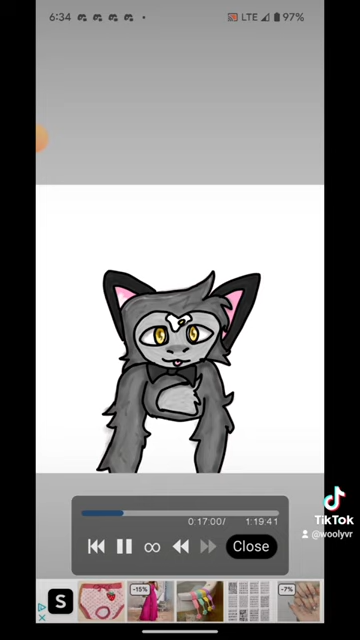 6:34
LTE 97%
0:17:00/ 1:19:41
Close
TikTok
@woolyvr
S
-15%
-7%